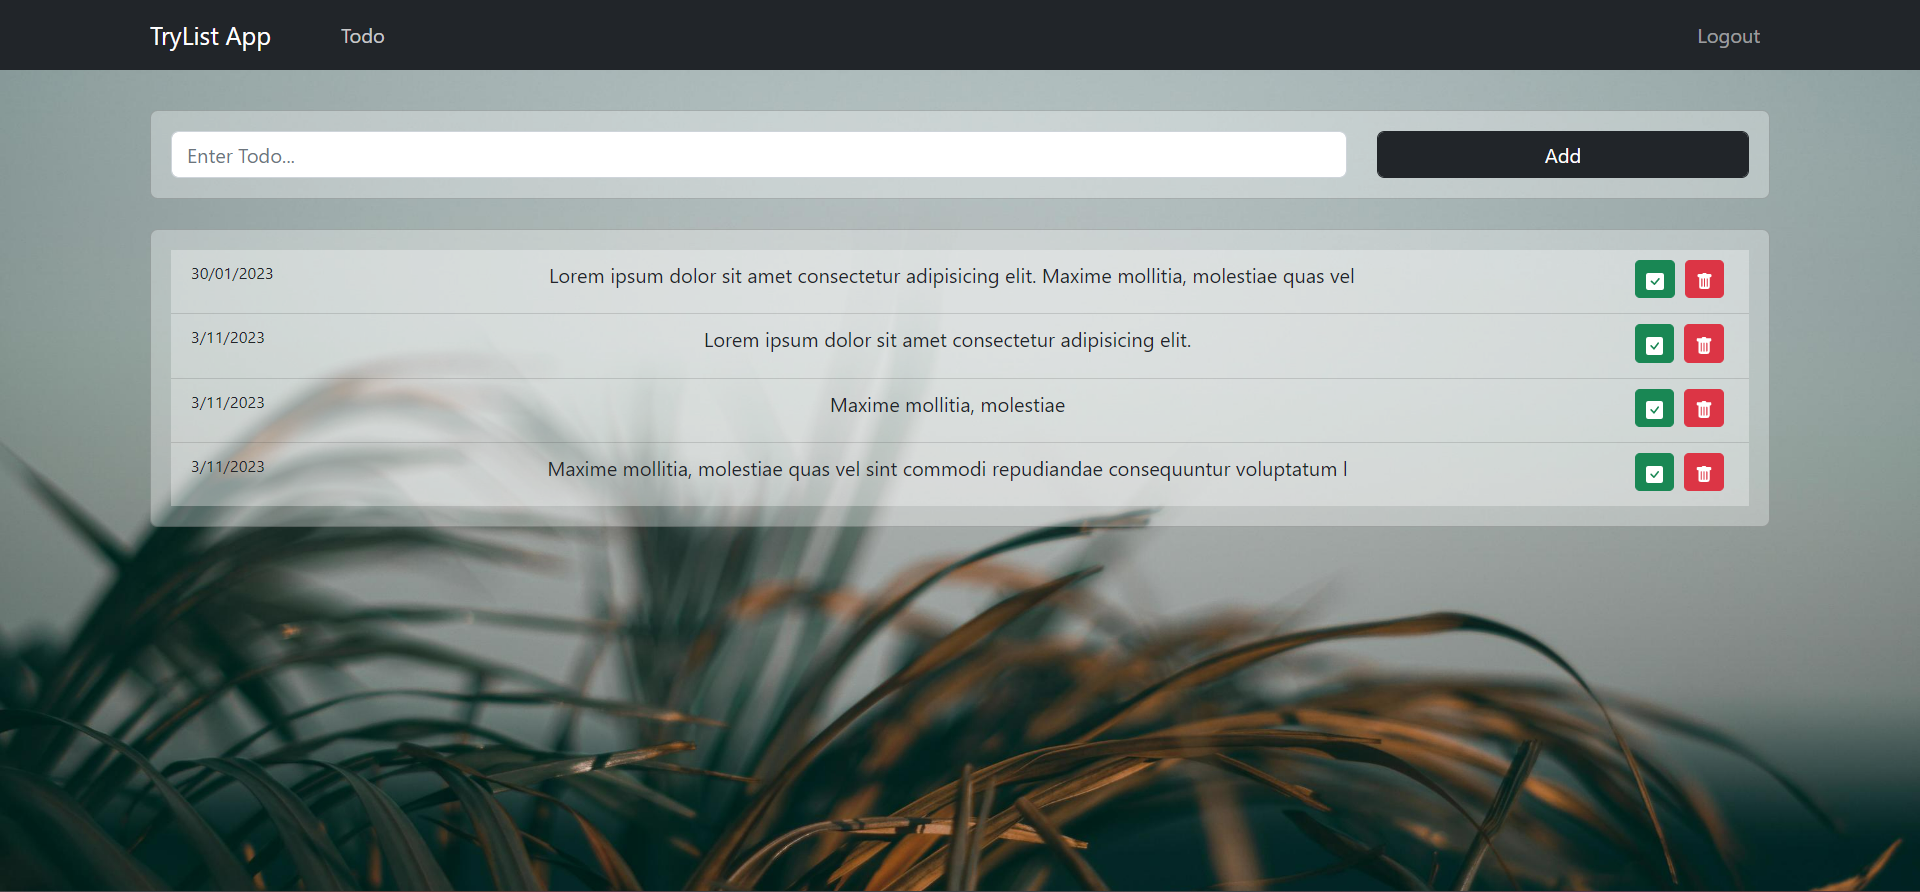 TryList App Todo Logout
Enter Todo... Add
30/01/2023 Lorem ipsum dolor sit amet consectetur adipisicing elit. Maxime mollitia, molestiae quas vel
3/11/2023 Lorem ipsum dolor sit amet consectetur adipisicing elit.
3/11/2023 Maxime mollitia, molestiae
3/11/2023 Maxime mollitia, molestiae quas vel sint commodi repudiandae consequuntur voluptatum l